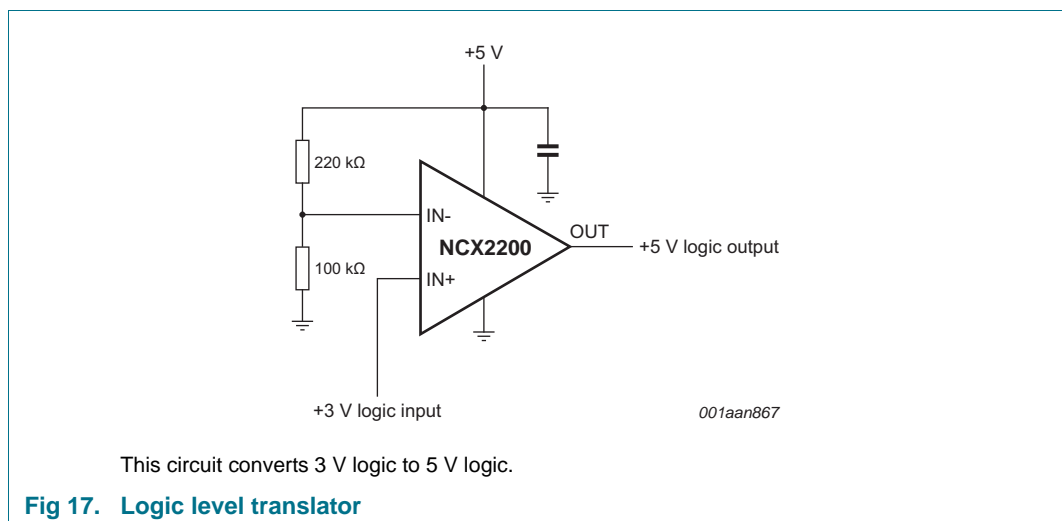 +5 V
220 kΩ
IN-
OUT
NCX2200
+5 V logic output
100 kΩ
IN+
+3 V logic input
001aan867
This circuit converts 3 V logic to 5 V logic.
Fig 17. Logic level translator